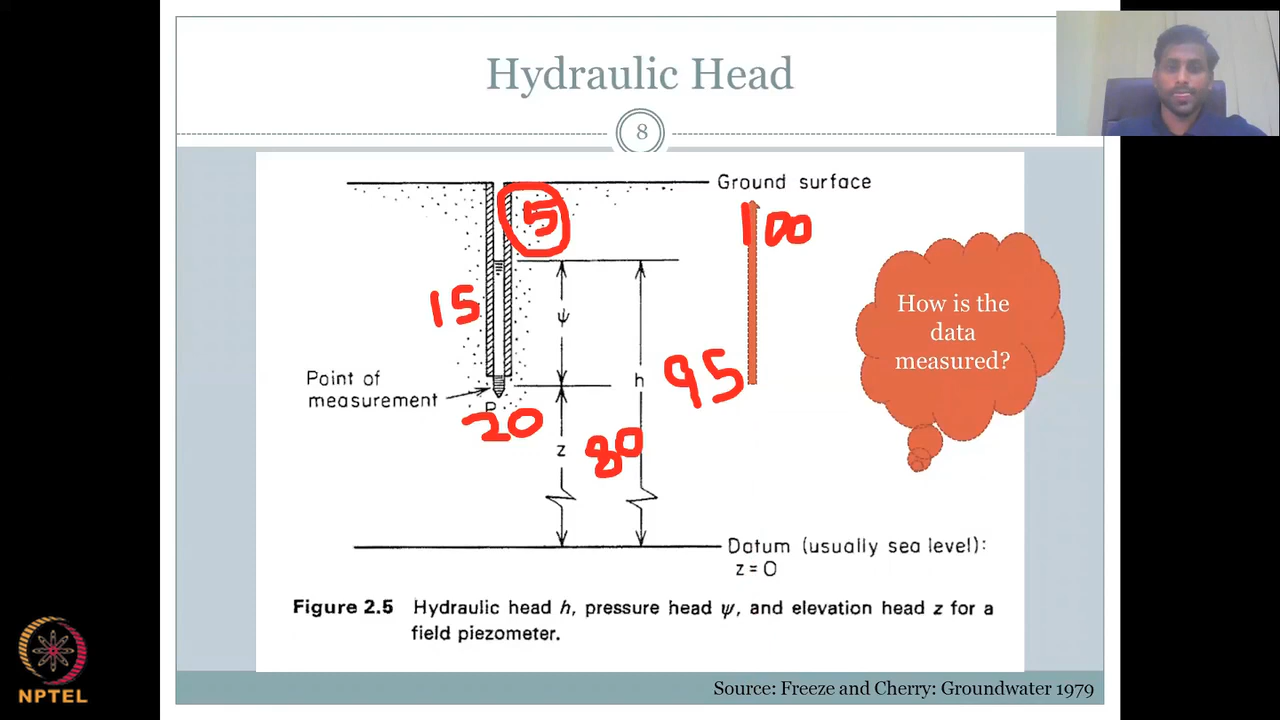 Hydraulic Head
8
Ground surface
5
100
15
ψ
How is the
data
measured?
95
h
Point of
measurement
P
20
z
80
Datum (usually sea level):
z = 0
Figure 2.5 Hydraulic head h, pressure head ψ, and elevation head z for a
field piezometer.
NPTEL
Source: Freeze and Cherry: Groundwater 1979